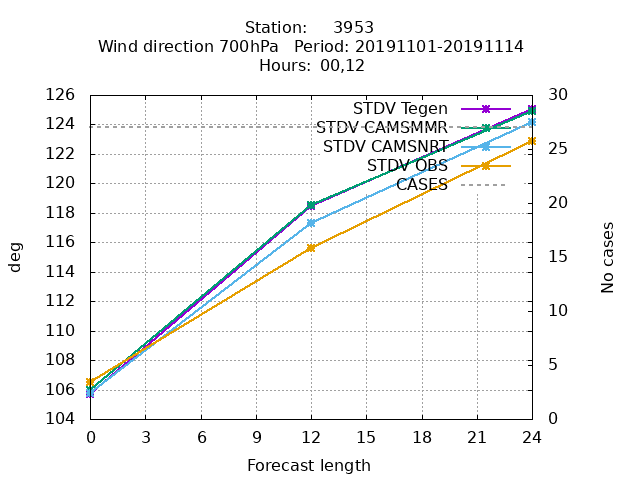 Station: 3953
Wind direction 700hPa Period: 20191101-20191114
Hours: 00,12
126
124
122
120
118
116
114
112
110
108
106
104
30
25
20
15
10
5
0
STDV Tegen
STDV CAMSMMR
STDV CAMSNRT
STDV OBS
CASES
deg
No cases
0 3 6 9 12 15 18 21 24
Forecast length